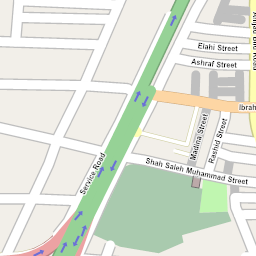 Elahi Street
Ashraf Street
Ibrah
Madina Street
Rashid Street
Service Road
Shah Saleh Muhammad Street